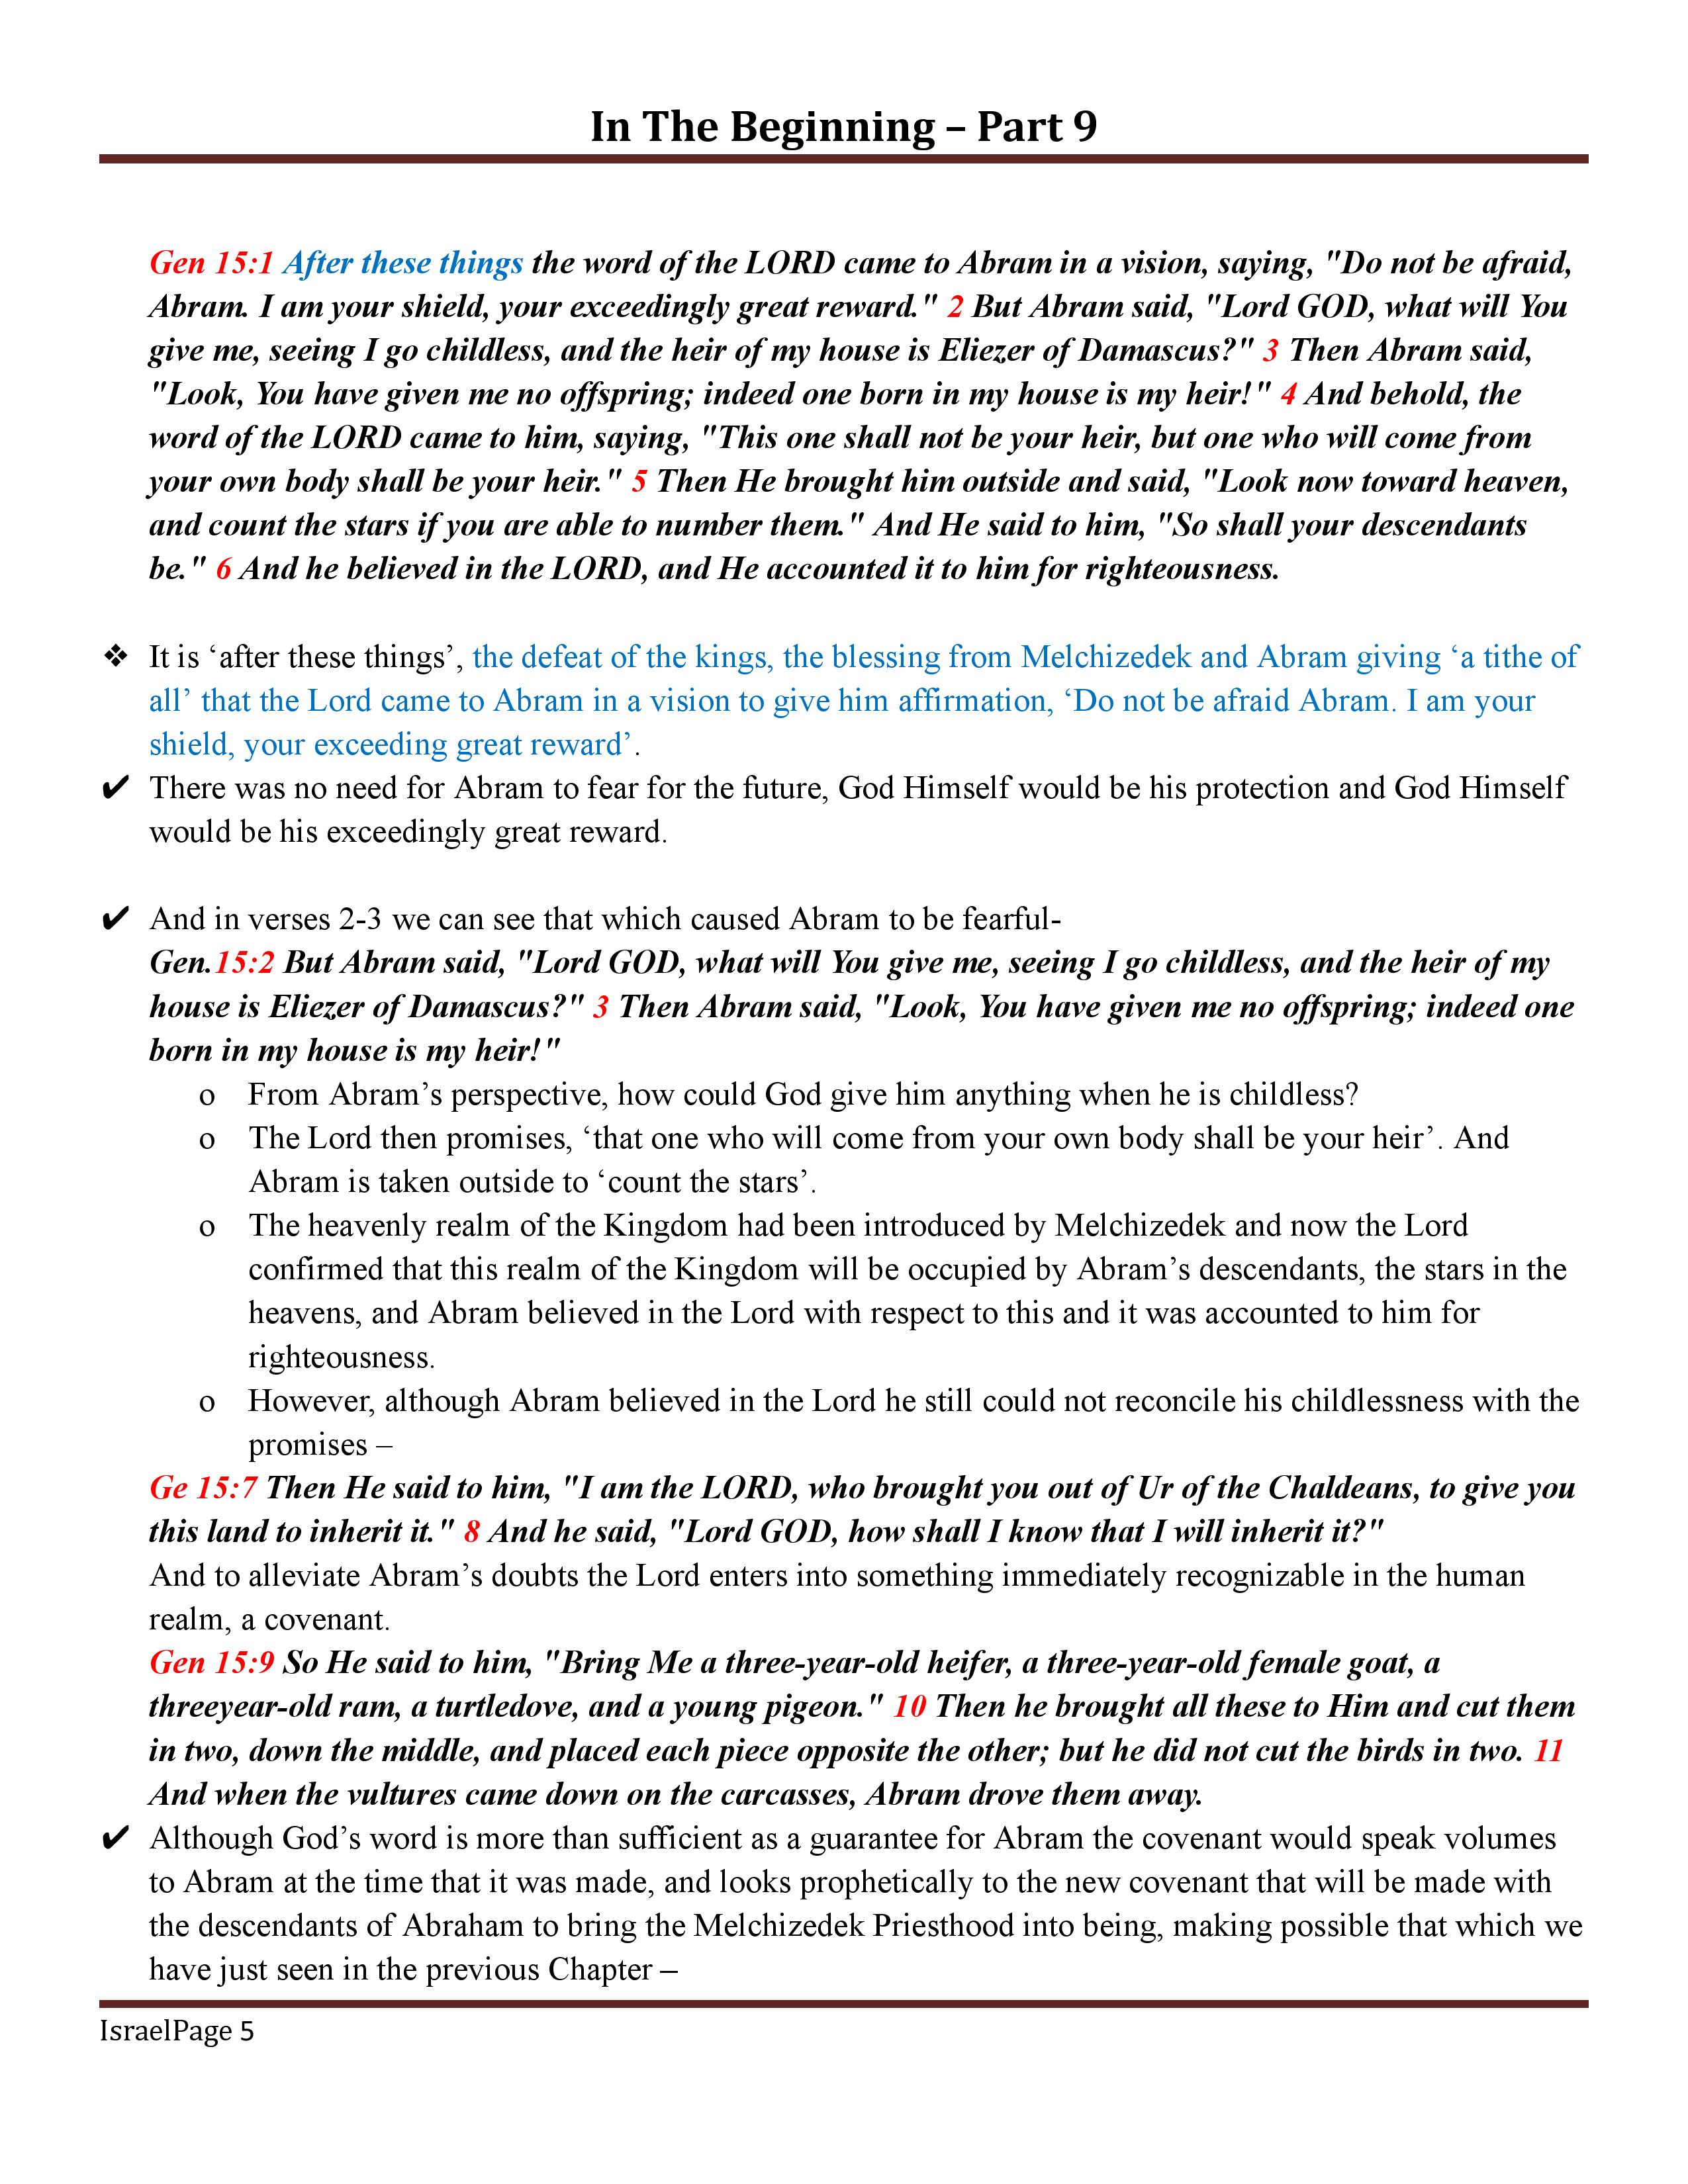 In The Beginning – Part 9
Gen 15:1 After these things the word of the LORD came to Abram in a vision, saying, "Do not be afraid,
Abram. I am your shield, your exceedingly great reward." 2 But Abram said, "Lord GOD, what will You
give me, seeing I go childless, and the heir of my house is Eliezer of Damascus?" 3 Then Abram said,
"Look, You have given me no offspring; indeed one born in my house is my heir!" 4 And behold, the
word of the LORD came to him, saying, "This one shall not be your heir, but one who will come from
your own body shall be your heir." 5 Then He brought him outside and said, "Look now toward heaven,
and count the stars if you are able to number them." And He said to him, "So shall your descendants
be." 6 And he believed in the LORD, and He accounted it to him for righteousness.
❖ It is ‘after these things’, the defeat of the kings, the blessing from Melchizedek and Abram giving ‘a tithe of
all’ that the Lord came to Abram in a vision to give him affirmation, ‘Do not be afraid Abram. I am your
shield, your exceeding great reward’.
✔ There was no need for Abram to fear for the future, God Himself would be his protection and God Himself
would be his exceedingly great reward.
✔ And in verses 2-3 we can see that which caused Abram to be fearful-
Gen.15:2 But Abram said, "Lord GOD, what will You give me, seeing I go childless, and the heir of my
house is Eliezer of Damascus?" 3 Then Abram said, "Look, You have given me no offspring; indeed one
born in my house is my heir!"
o From Abram’s perspective, how could God give him anything when he is childless?
o The Lord then promises, ‘that one who will come from your own body shall be your heir’. And
Abram is taken outside to ‘count the stars’.
o The heavenly realm of the Kingdom had been introduced by Melchizedek and now the Lord
confirmed that this realm of the Kingdom will be occupied by Abram’s descendants, the stars in the
heavens, and Abram believed in the Lord with respect to this and it was accounted to him for
righteousness.
o However, although Abram believed in the Lord he still could not reconcile his childlessness with the
promises –
Ge 15:7 Then He said to him, "I am the LORD, who brought you out of Ur of the Chaldeans, to give you
this land to inherit it." 8 And he said, "Lord GOD, how shall I know that I will inherit it?"
And to alleviate Abram’s doubts the Lord enters into something immediately recognizable in the human
realm, a covenant.
Gen 15:9 So He said to him, "Bring Me a three-year-old heifer, a three-year-old female goat, a
threeyear-old ram, a turtledove, and a young pigeon." 10 Then he brought all these to Him and cut them
in two, down the middle, and placed each piece opposite the other; but he did not cut the birds in two. 11
And when the vultures came down on the carcasses, Abram drove them away.
✔ Although God’s word is more than sufficient as a guarantee for Abram the covenant would speak volumes
to Abram at the time that it was made, and looks prophetically to the new covenant that will be made with
the descendants of Abraham to bring the Melchizedek Priesthood into being, making possible that which we
have just seen in the previous Chapter –
IsraelPage 5